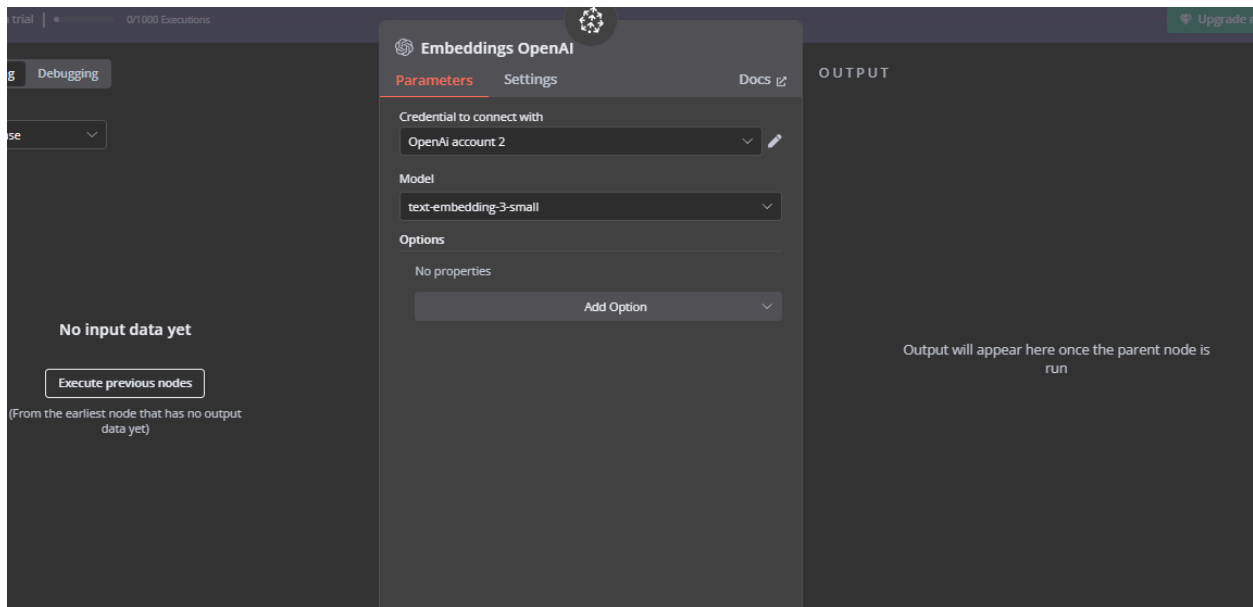 trial
0/1000 Executions
Upgrade
Embeddings OpenAI
Debugging
Parameters
Settings
Docs
OUTPUT
Credential to connect with
OpenAi account 2
Model
text-embedding-3-small
Options
No properties
Add Option
No input data yet
Execute previous nodes
(From the earliest node that has no output
data yet)
Output will appear here once the parent node is
run